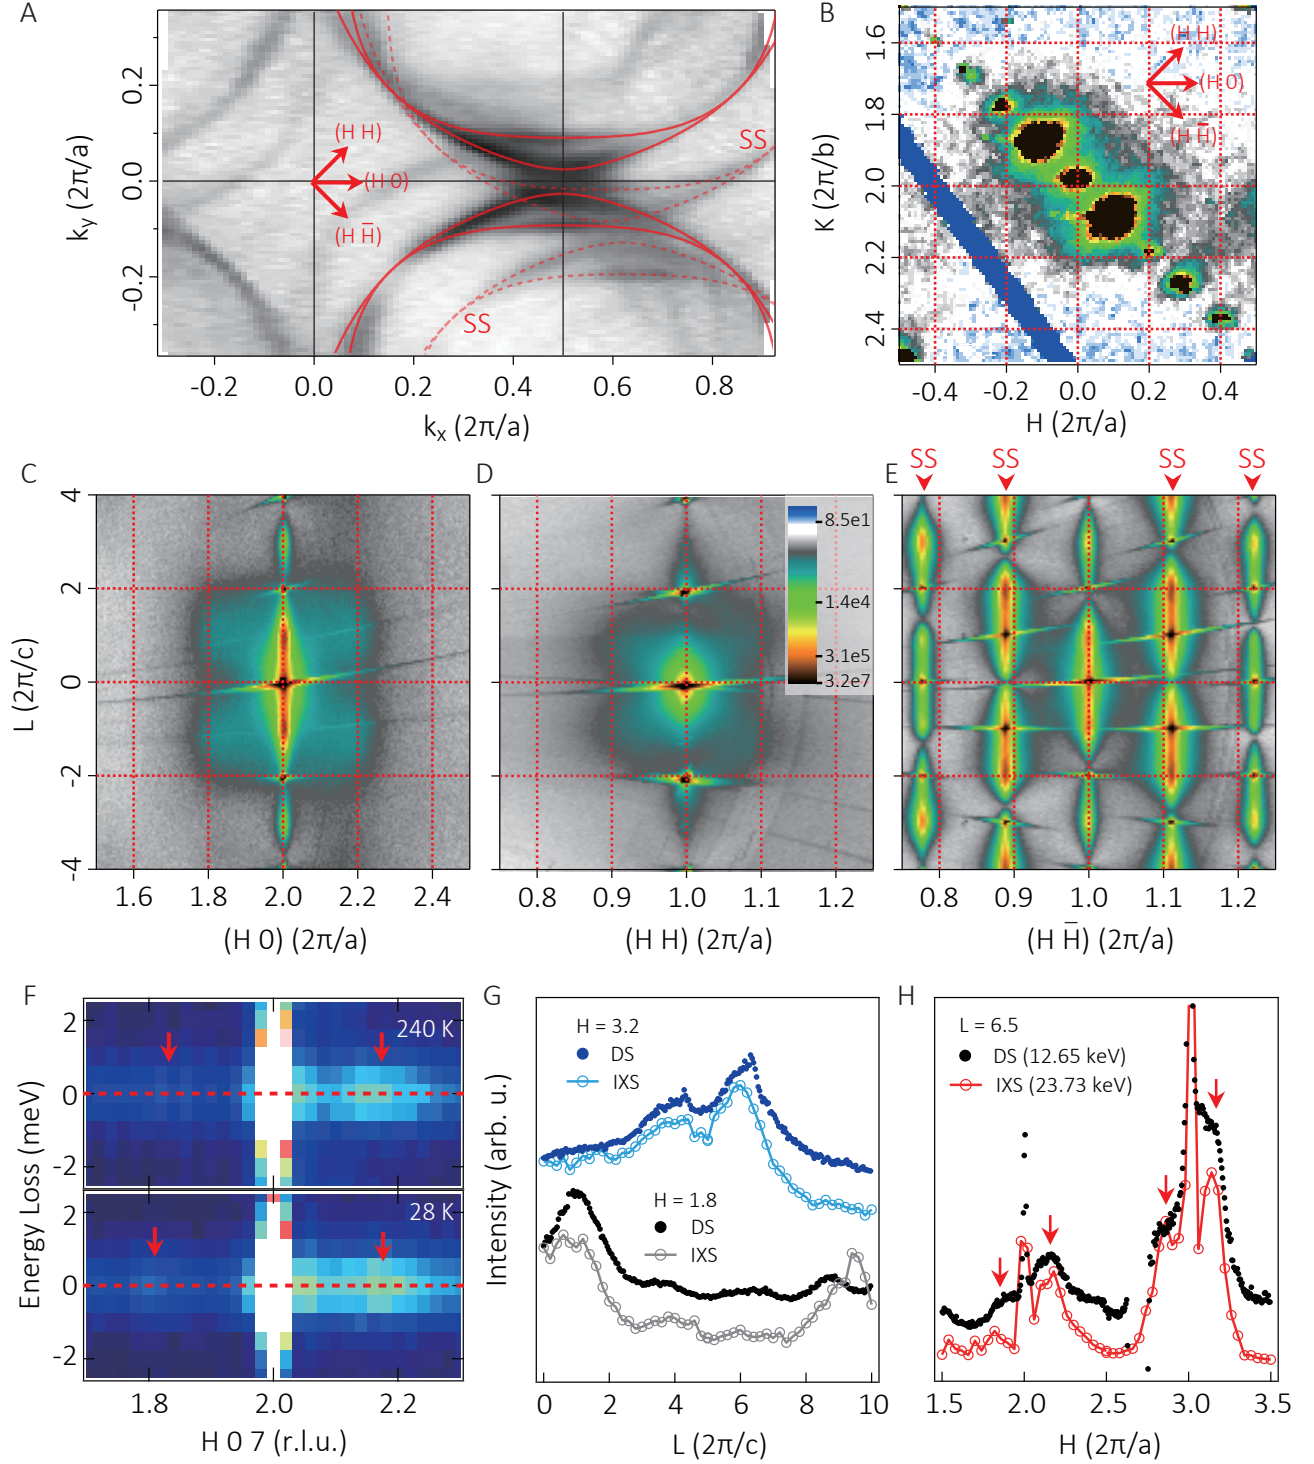 A
0.2
0.0
-0.2
k_y (2π/a)
(H H)
(H 0)
(H H̅)
SS
SS
-0.2 0.0 0.2 0.4 0.6 0.8
k_x (2π/a)
B
1.6
1.8
2.0
2.2
2.4
K (2π/b)
(H H)
(H 0)
(H H̅)
-0.4 -0.2 0.0 0.2 0.4
H (2π/a)
C
4
2
0
-2
-4
L (2π/c)
1.6 1.8 2.0 2.2 2.4
(H 0) (2π/a)
D
8.5e1
1.4e4
3.1e5
3.2e7
0.8 0.9 1.0 1.1 1.2
(H H) (2π/a)
E
SS SS SS SS
0.8 0.9 1.0 1.1 1.2
(H H̅) (2π/a)
F
240 K
2
0
-2
28 K
2
0
-2
Energy Loss (meV)
1.8 2.0 2.2
H 0 7 (r.l.u.)
G
H = 3.2
DS
IXS
H = 1.8
DS
IXS
Intensity (arb. u.)
0 2 4 6 8 10
L (2π/c)
H
L = 6.5
DS (12.65 keV)
IXS (23.73 keV)
1.5 2.0 2.5 3.0 3.5
H (2π/a)